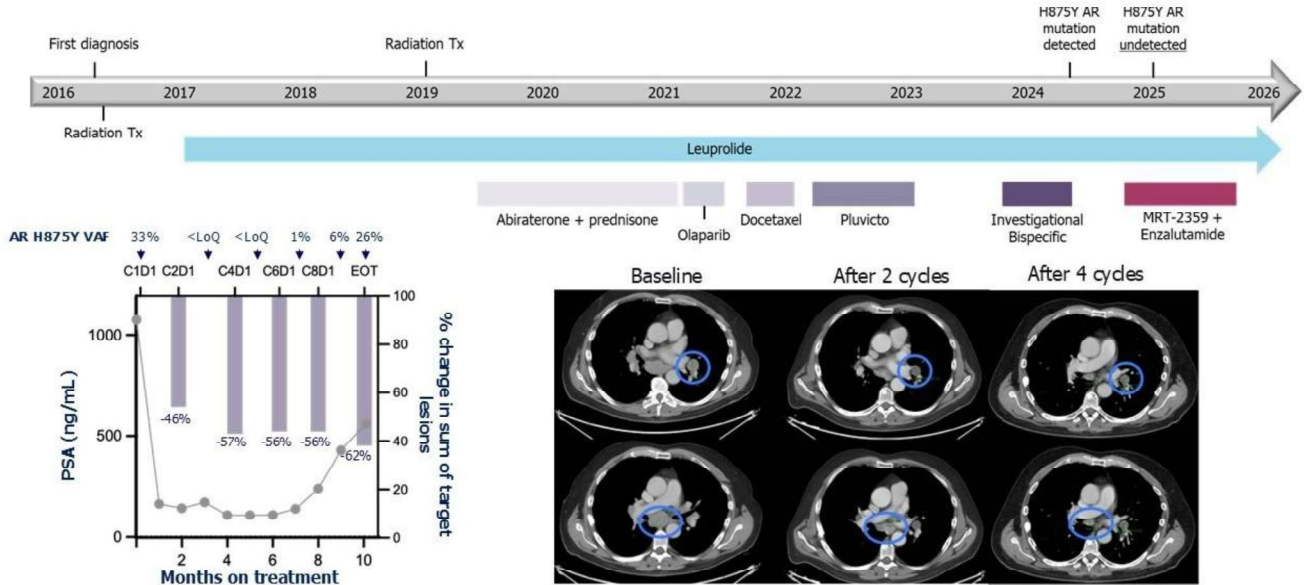 H875Y AR
mutation
detected
H875Y AR
mutation
undetected
First diagnosis
Radiation Tx
2016 2017 2018 2019 2020 2021 2022 2023 2024 2025 2026
Radiation Tx
Leuprolide
Abiraterone + prednisone
Olaparib
Docetaxel
Pluvicto
Investigational
Bispecific
MRT-2359 +
Enzalutamide
AR H875Y VAF 33% <LoQ <LoQ 1% 6% 26%
C1D1 C2D1 C4D1 C6D1 C8D1 EOT
PSA (ng/mL)
1000
500
0
100
80
60
40
20
0
-46%
-57%
-56%
-56%
-62%
% change in sum of target
lesions
2 4 6 8 10
Months on treatment
Baseline After 2 cycles After 4 cycles